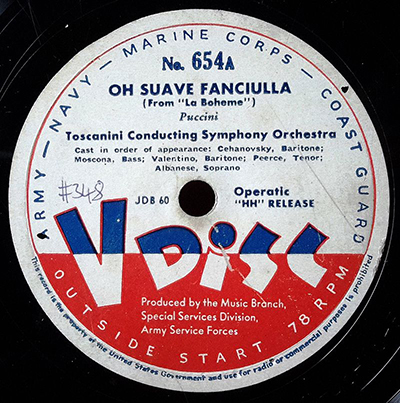 ARMY — NAVY — MARINE CORPS — COAST GUARD
No. 654A
OH SUAVE FANCIULLA
(From "La Boheme")
Puccini
Toscanini Conducting Symphony Orchestra
Cast in order of appearance: Cehanovsky, Baritone;
Moscona, Bass; Valentino, Baritone; Peerce, Tenor;
Albanese, Soprano
#348
JDB 60
Operatic
"HH" RELEASE
V Disc
Produced by the Music Branch,
Special Services Division,
Army Service Forces
OUTSIDE START 78 RPM
This record is the property of the United States Government and use for radio or commercial purposes is prohibited